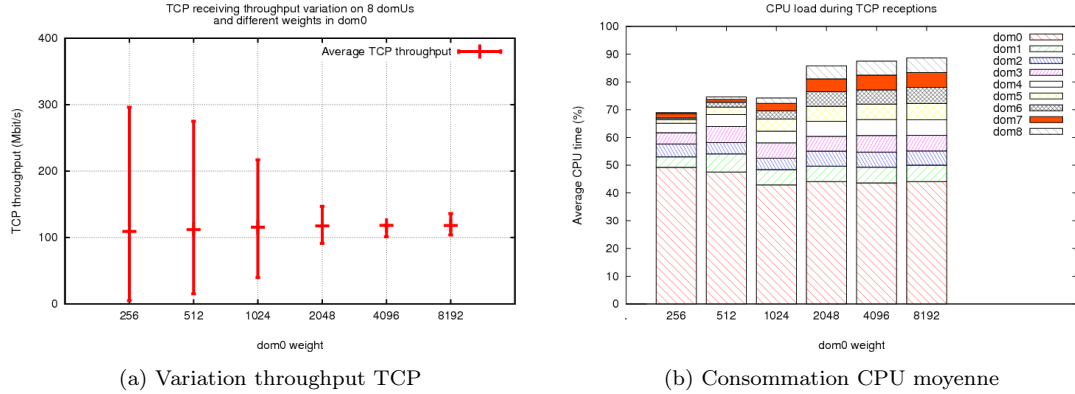 TCP receiving throughput variation on 8 domUs
and different weights in dom0
Average TCP throughput
TCP throughput (Mbit/s)
400
300
200
100
0
256 512 1024 2048 4096 8192
dom0 weight
(a) Variation throughput TCP
CPU load during TCP receptions
Average CPU time (%)
100
90
80
70
60
50
40
30
20
10
0
dom0
dom1
dom2
dom3
dom4
dom5
dom6
dom7
dom8
. 256 512 1024 2048 4096 8192
dom0 weight
(b) Consommation CPU moyenne